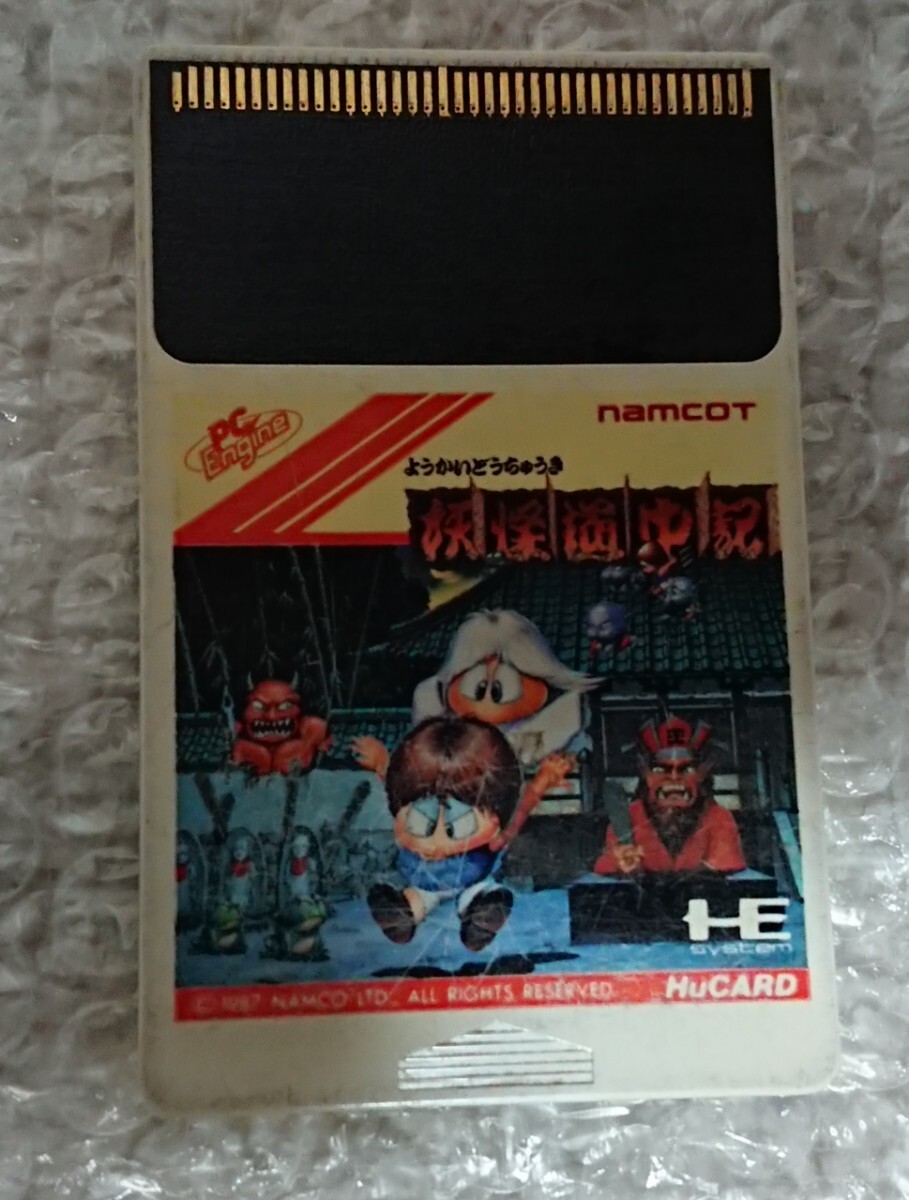 PC Engine
namcoT
ようかいどうちゅうき
妖怪道中記
HE
system
© 1987 NAMCO LTD., ALL RIGHTS RESERVED
HuCARD